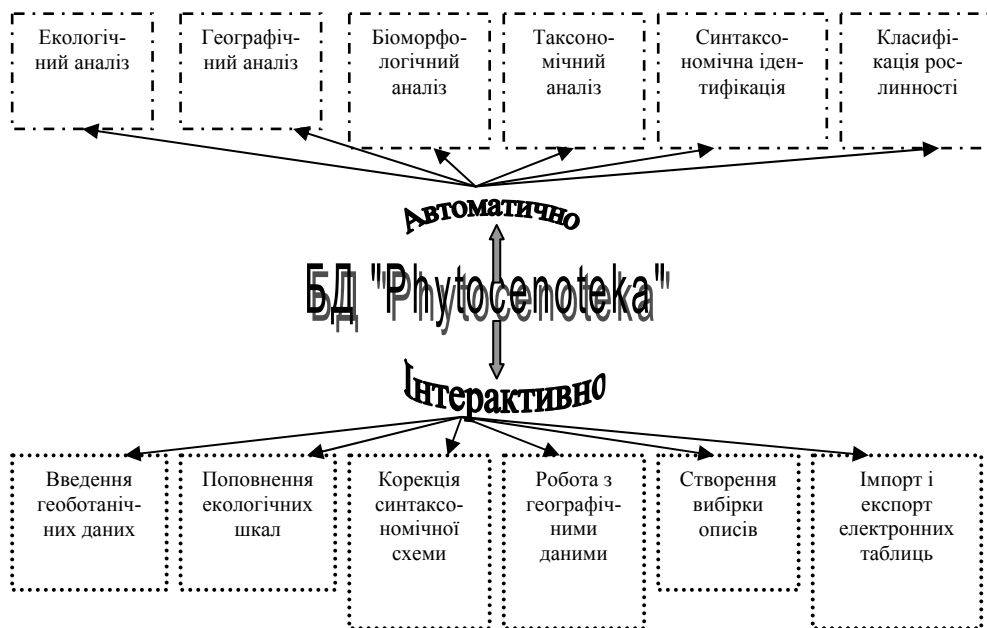 Екологіч-
ний аналіз
Географіч-
ний аналіз
Біоморфо-
логічний
аналіз
Таксоно-
мічний
аналіз
Синтаксо-
номічна іден-
тифікація
Класифі-
кація рос-
линності
Автоматично
БД "Phytocenoteka"
Інтерактивно
Введення
геоботаніч-
них даних
Поповнення
екологічних
шкал
Корекція
синтаксо-
номічної
схеми
Робота з
географіч-
ними
даними
Створення
вибірки
описів
Імпорт і
експорт
електронних
таблиць